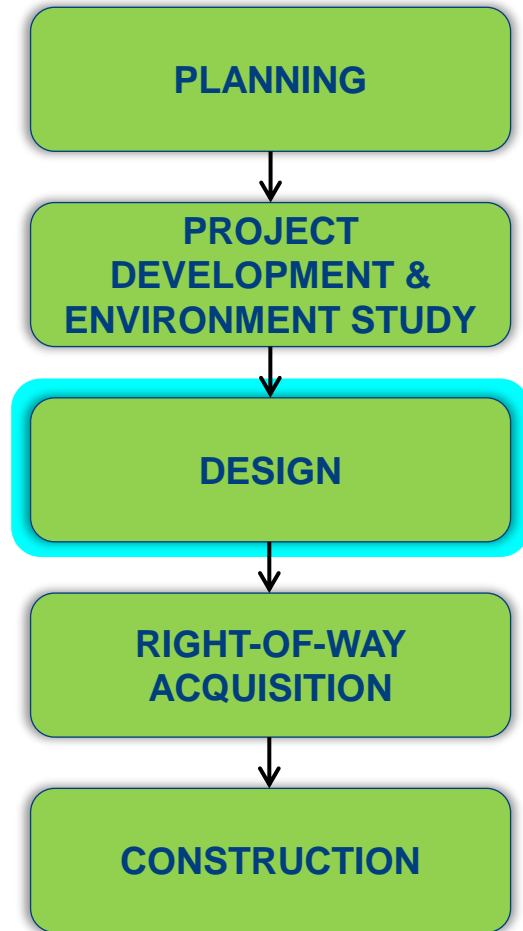 PLANNING
PROJECT
DEVELOPMENT &
ENVIRONMENT STUDY
DESIGN
RIGHT-OF-WAY
ACQUISITION
CONSTRUCTION